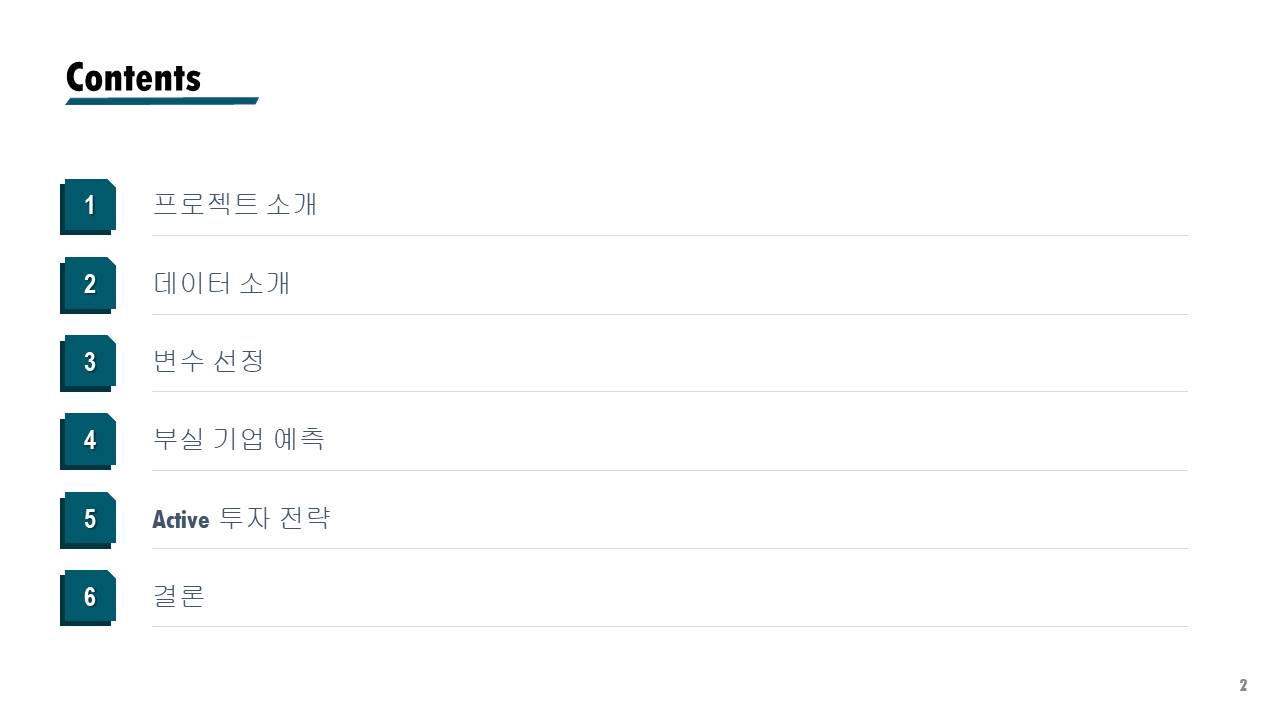 Contents
1 프로젝트 소개
2 데이터 소개
3 변수 선정
4 부실 기업 예측
5 Active 투자 전략
6 결론
2